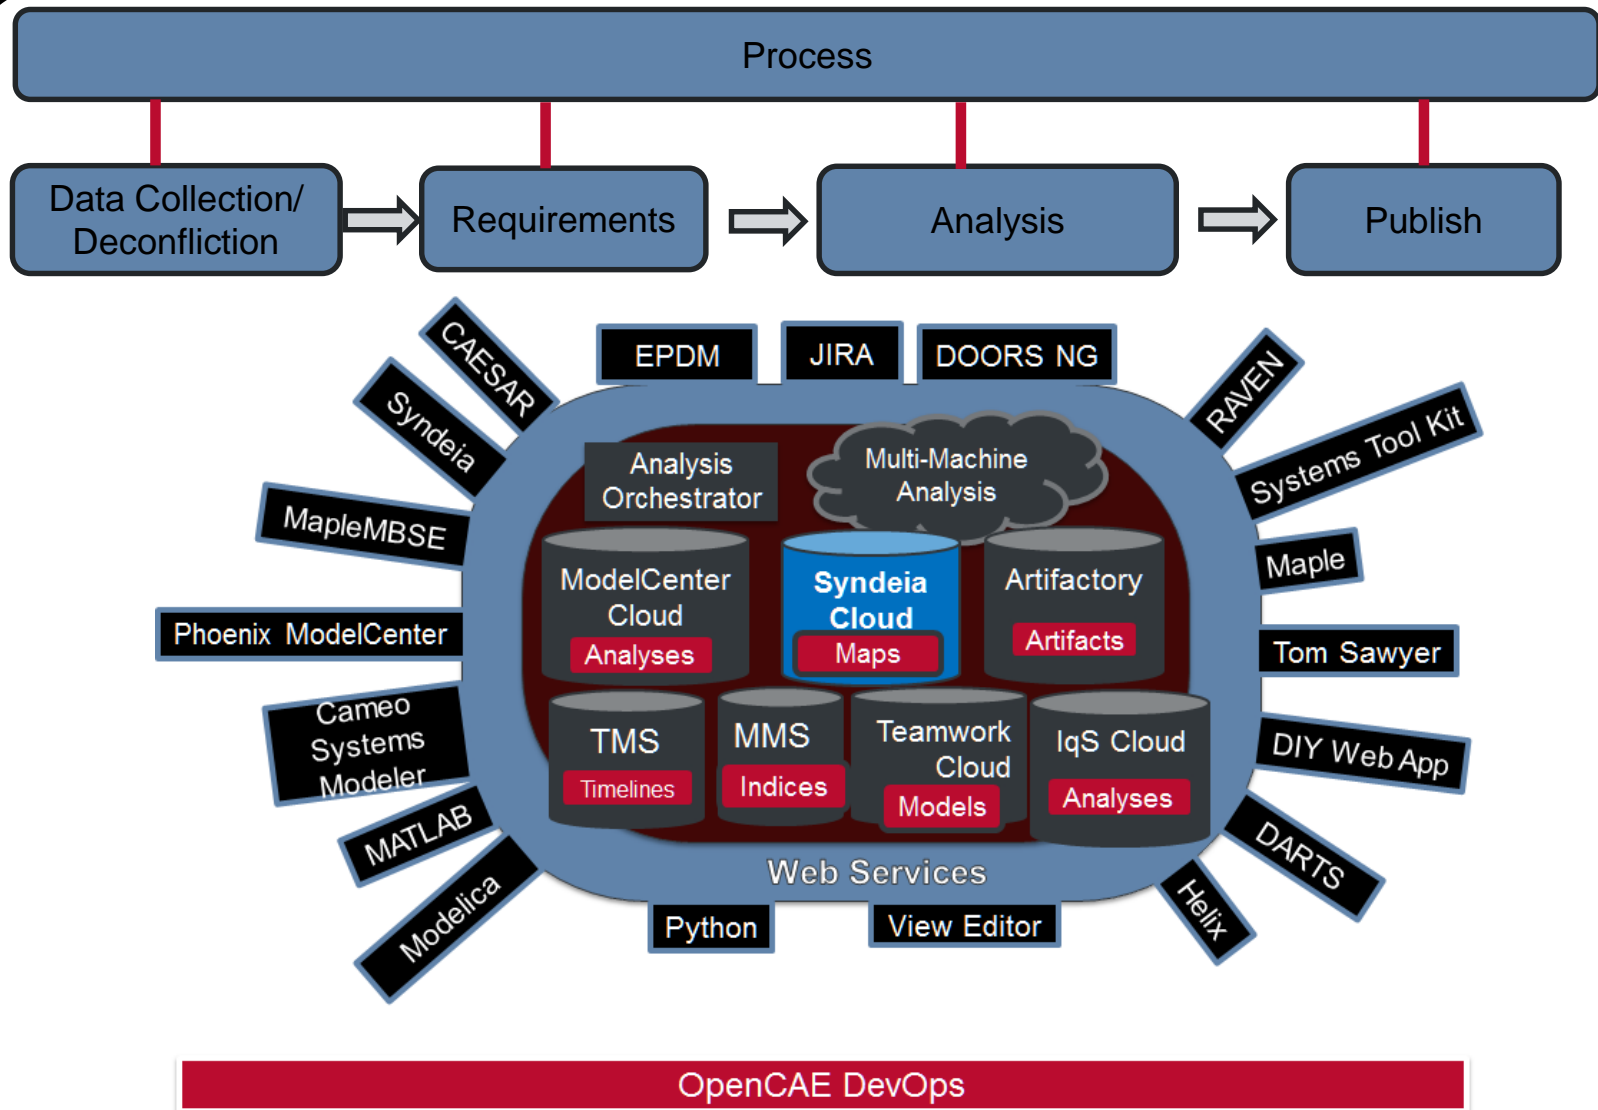 Process
Data Collection/
Deconfliction
Requirements
Analysis
Publish
CAESAR
EPDM
JIRA
DOORS NG
RAVEN
Syndeia
Systems Tool Kit
MapleMBSE
Maple
Phoenix ModelCenter
Tom Sawyer
Cameo
Systems
Modeler
DIY Web App
MATLAB
DARTS
Modelica
Helix
Analysis
Orchestrator
Multi-Machine
Analysis
ModelCenter
Cloud
Analyses
Syndeia
Cloud
Maps
Artifactory
Artifacts
TMS
Timelines
MMS
Indices
Teamwork
Cloud
Models
IqS Cloud
Analyses
Web Services
Python
View Editor
OpenCAE DevOps